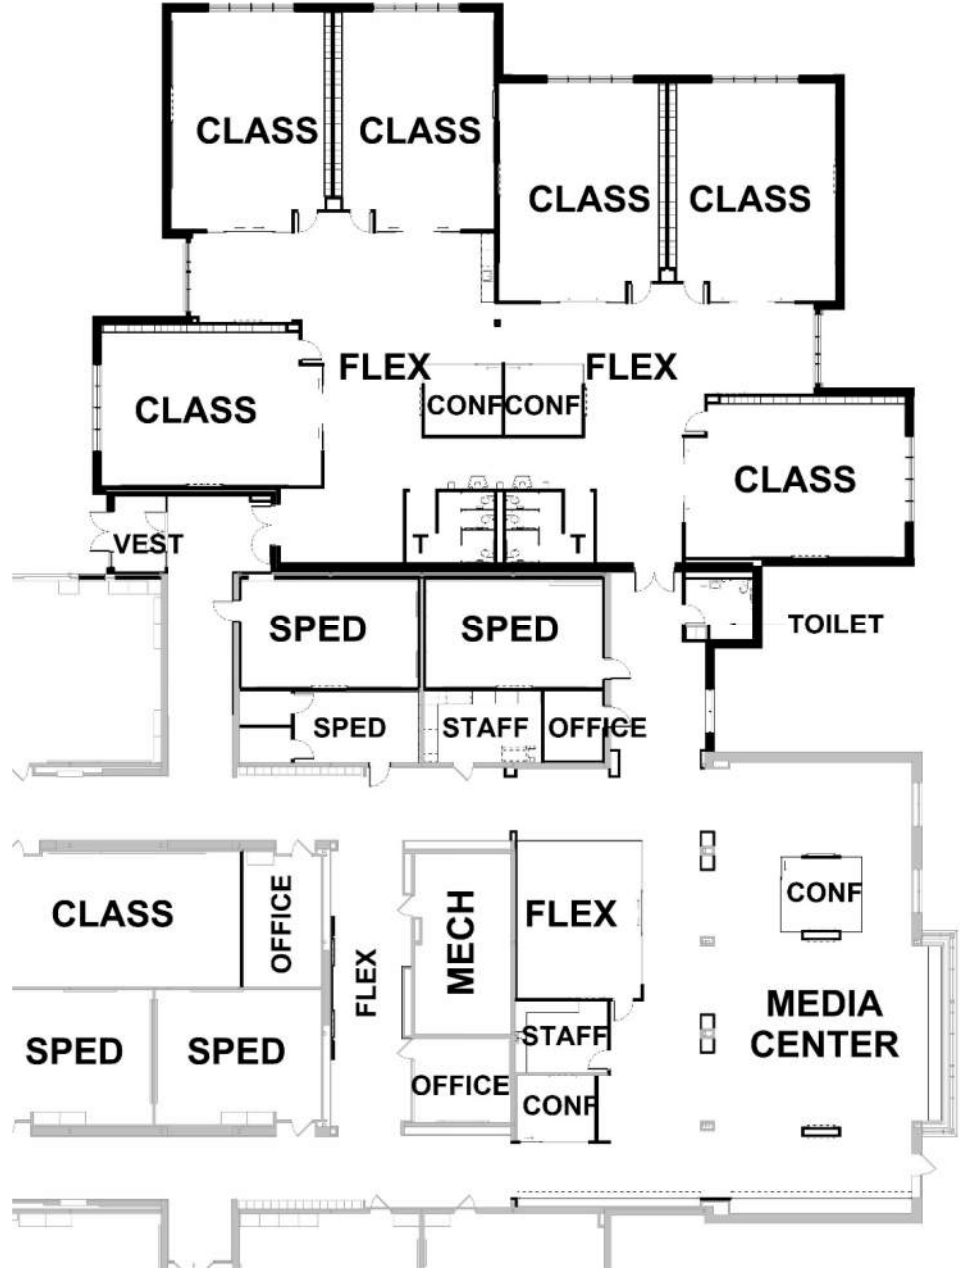 CLASS CLASS
CLASS CLASS
FLEX FLEX
CONF CONF
CLASS
CLASS
VEST T T
SPED SPED TOILET
SPED STAFF OFFICE
CONF
CLASS OFFICE FLEX MECH FLEX
MEDIA
CENTER
SPED SPED STAFF
OFFICE
CONF